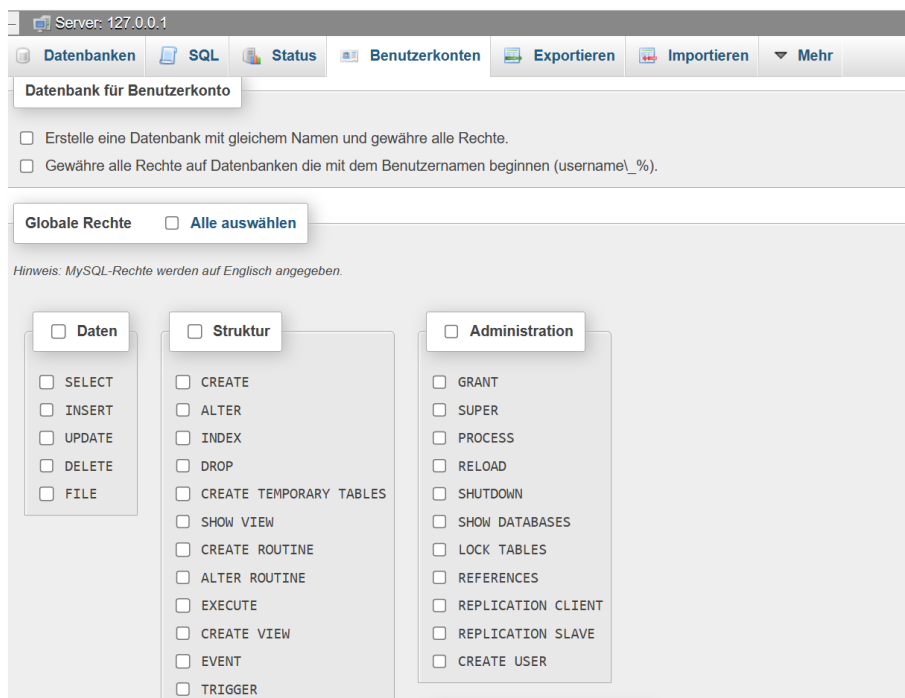 Server: 127.0.0.1
Datenbanken SQL Status Benutzerkonten Exportieren Importieren Mehr
Datenbank für Benutzerkonto
Erstelle eine Datenbank mit gleichem Namen und gewähre alle Rechte.
Gewähre alle Rechte auf Datenbanken die mit dem Benutzernamen beginnen (username\_%).
Globale Rechte Alle auswählen
Hinweis: MySQL-Rechte werden auf Englisch angegeben.
Daten
SELECT
INSERT
UPDATE
DELETE
FILE
Struktur
CREATE
ALTER
INDEX
DROP
CREATE TEMPORARY TABLES
SHOW VIEW
CREATE ROUTINE
ALTER ROUTINE
EXECUTE
CREATE VIEW
EVENT
TRIGGER
Administration
GRANT
SUPER
PROCESS
RELOAD
SHUTDOWN
SHOW DATABASES
LOCK TABLES
REFERENCES
REPLICATION CLIENT
REPLICATION SLAVE
CREATE USER